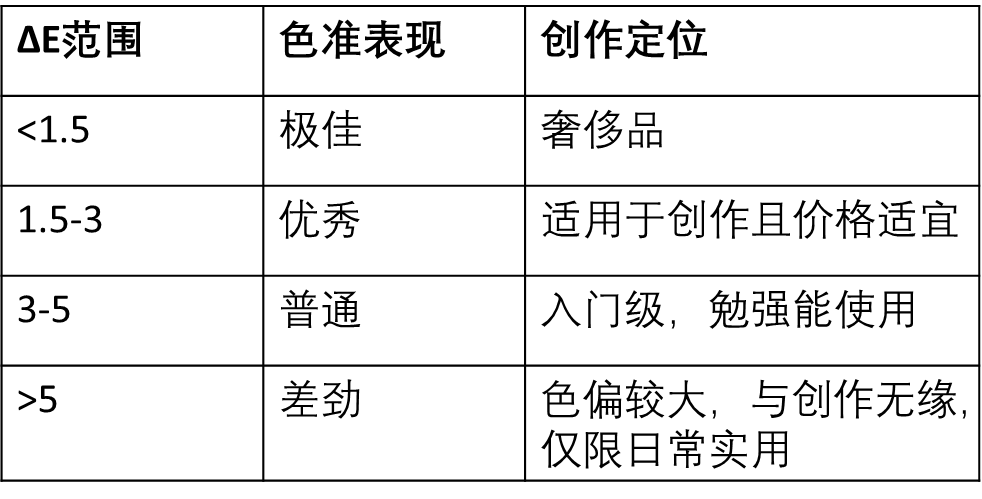 ΔE范围 色准表现 创作定位
<1.5 极佳 奢侈品
1.5-3 优秀 适用于创作且价格适宜
3-5 普通 入门级，勉强能使用
>5 差劲 色偏较大，与创作无缘，
仅限日常实用